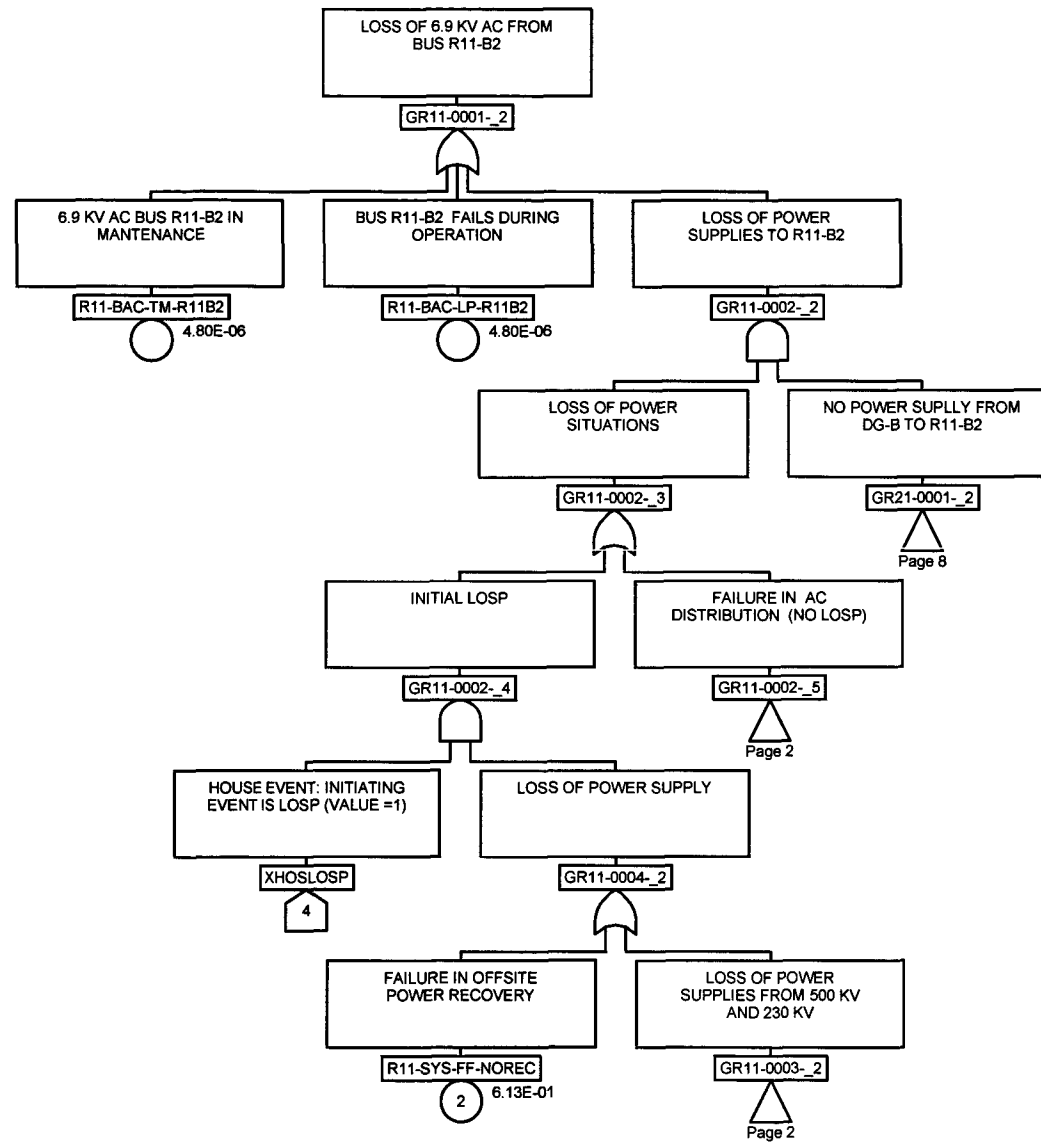 LOSS OF 6.9 KV AC FROM
BUS R11-B2
GR11-0001-_2
6.9 KV AC BUS R11-B2 IN
MANTENANCE
R11-BAC-TM-R11B2
4.80E-06
BUS R11-B2 FAILS DURING
OPERATION
R11-BAC-LP-R11B2
4.80E-06
LOSS OF POWER
SUPPLIES TO R11-B2
GR11-0002-_2
LOSS OF POWER
SITUATIONS
GR11-0002-_3
NO POWER SUPLLY FROM
DG-B TO R11-B2
GR21-0001-_2
Page 8
INITIAL LOSP
GR11-0002-_4
FAILURE IN AC
DISTRIBUTION (NO LOSP)
GR11-0002-_5
Page 2
HOUSE EVENT: INITIATING
EVENT IS LOSP (VALUE =1)
XHOSLOSP
4
LOSS OF POWER SUPPLY
GR11-0004-_2
FAILURE IN OFFSITE
POWER RECOVERY
R11-SYS-FF-NOREC
2
6.13E-01
LOSS OF POWER
SUPPLIES FROM 500 KV
AND 230 KV
GR11-0003-_2
Page 2